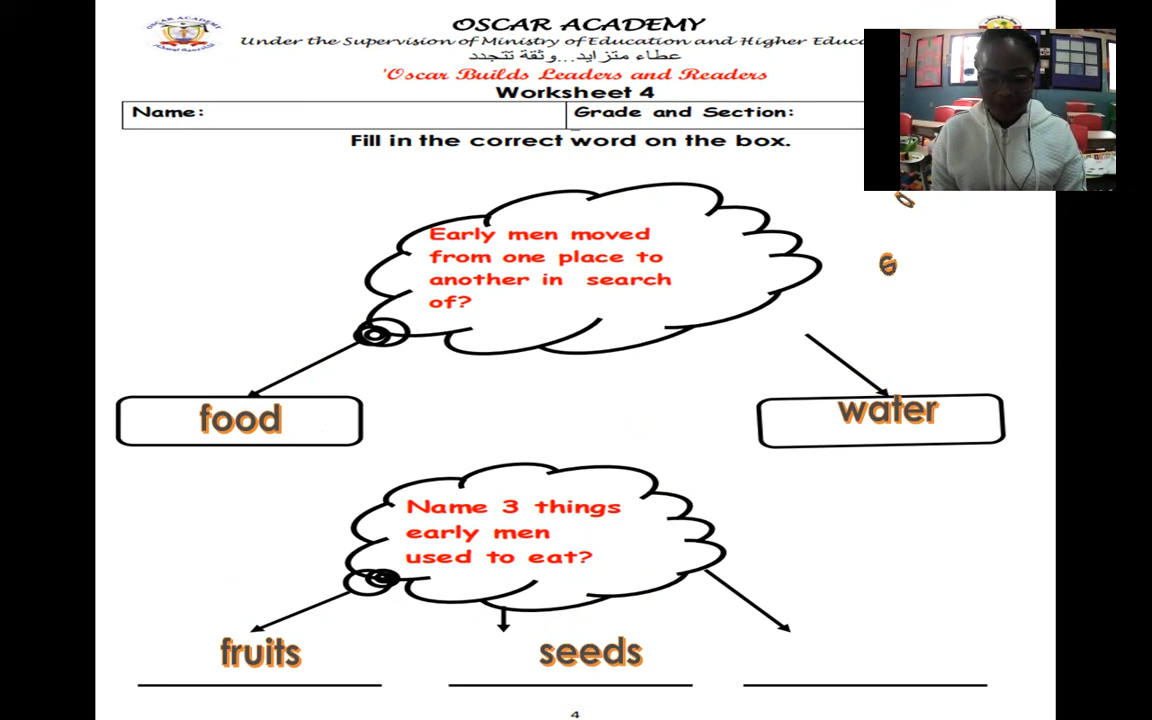 OSCAR ACADEMY
Under the Supervision of Ministry of Education and Higher Educ
عطاء متزايد...وثقة تتجدد
'Oscar Builds Leaders and Readers
Worksheet 4
Name:
Grade and Section:
Fill in the correct word on the box.
Early men moved
from one place to
another in search
of?
food
water
Name 3 things
early men
used to eat?
fruits
seeds
4